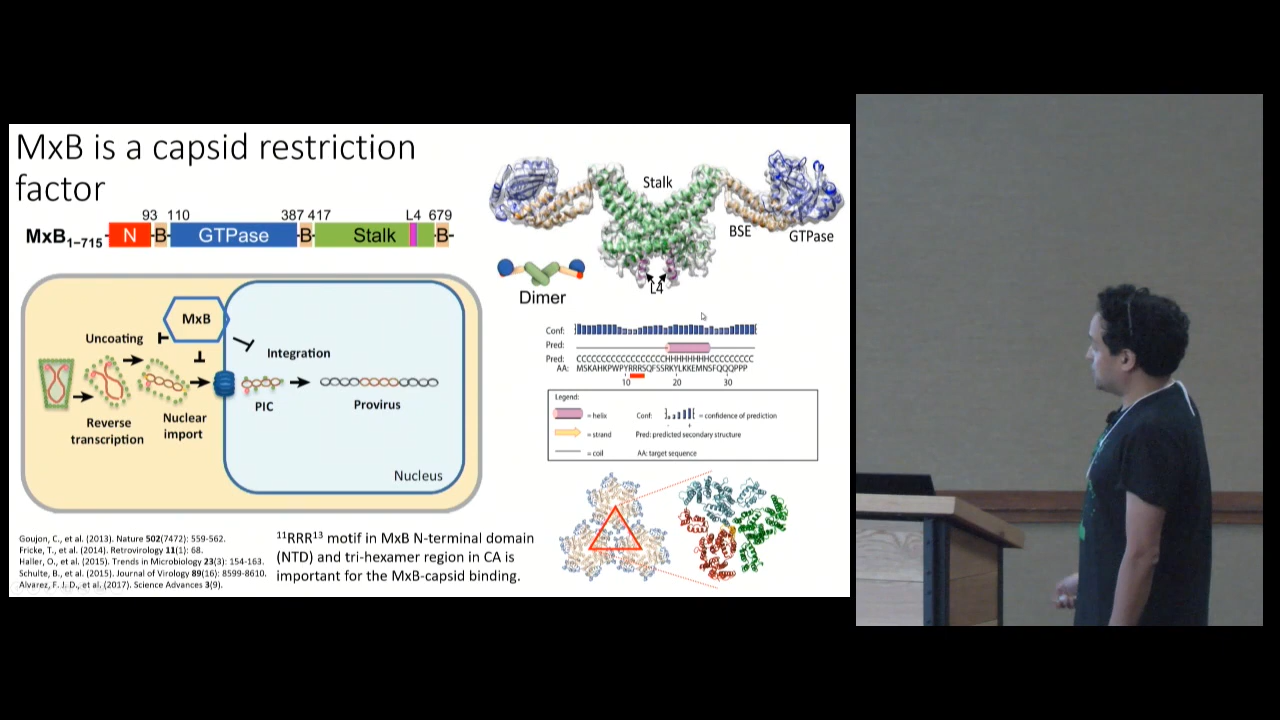 MxB is a capsid restriction
factor
93 110 387 417 L4 679
MxB1–715 N B GTPase B Stalk B
Stalk
BSE
GTPase
L4
Dimer
MxB
Uncoating
Integration
Reverse
transcription
Nuclear
import
PIC
Provirus
Nucleus
Conf:
Pred:
Pred: CCCCCCCCCCCCCCCCCCHHHHHHHHCCCCCCCCC
AA: MSKAHKPWPYRRRSQFSSRKYLKKEMNSFQQQPPP
10 20 30
Legend:
= helix Conf: - + = confidence of prediction
= strand Pred: predicted secondary structure
= coil AA: target sequence
Goujon, C., et al. (2013). Nature 502(7472): 559-562.
Fricke, T., et al. (2014). Retrovirology 11(1): 68.
Haller, O., et al. (2015). Trends in Microbiology 23(3): 154-163.
Schulte, B., et al. (2015). Journal of Virology 89(16): 8599-8610.
Alvarez, F. J. D., et al. (2017). Science Advances 3(9).
11RRR13 motif in MxB N-terminal domain
(NTD) and tri-hexamer region in CA is
important for the MxB-capsid binding.